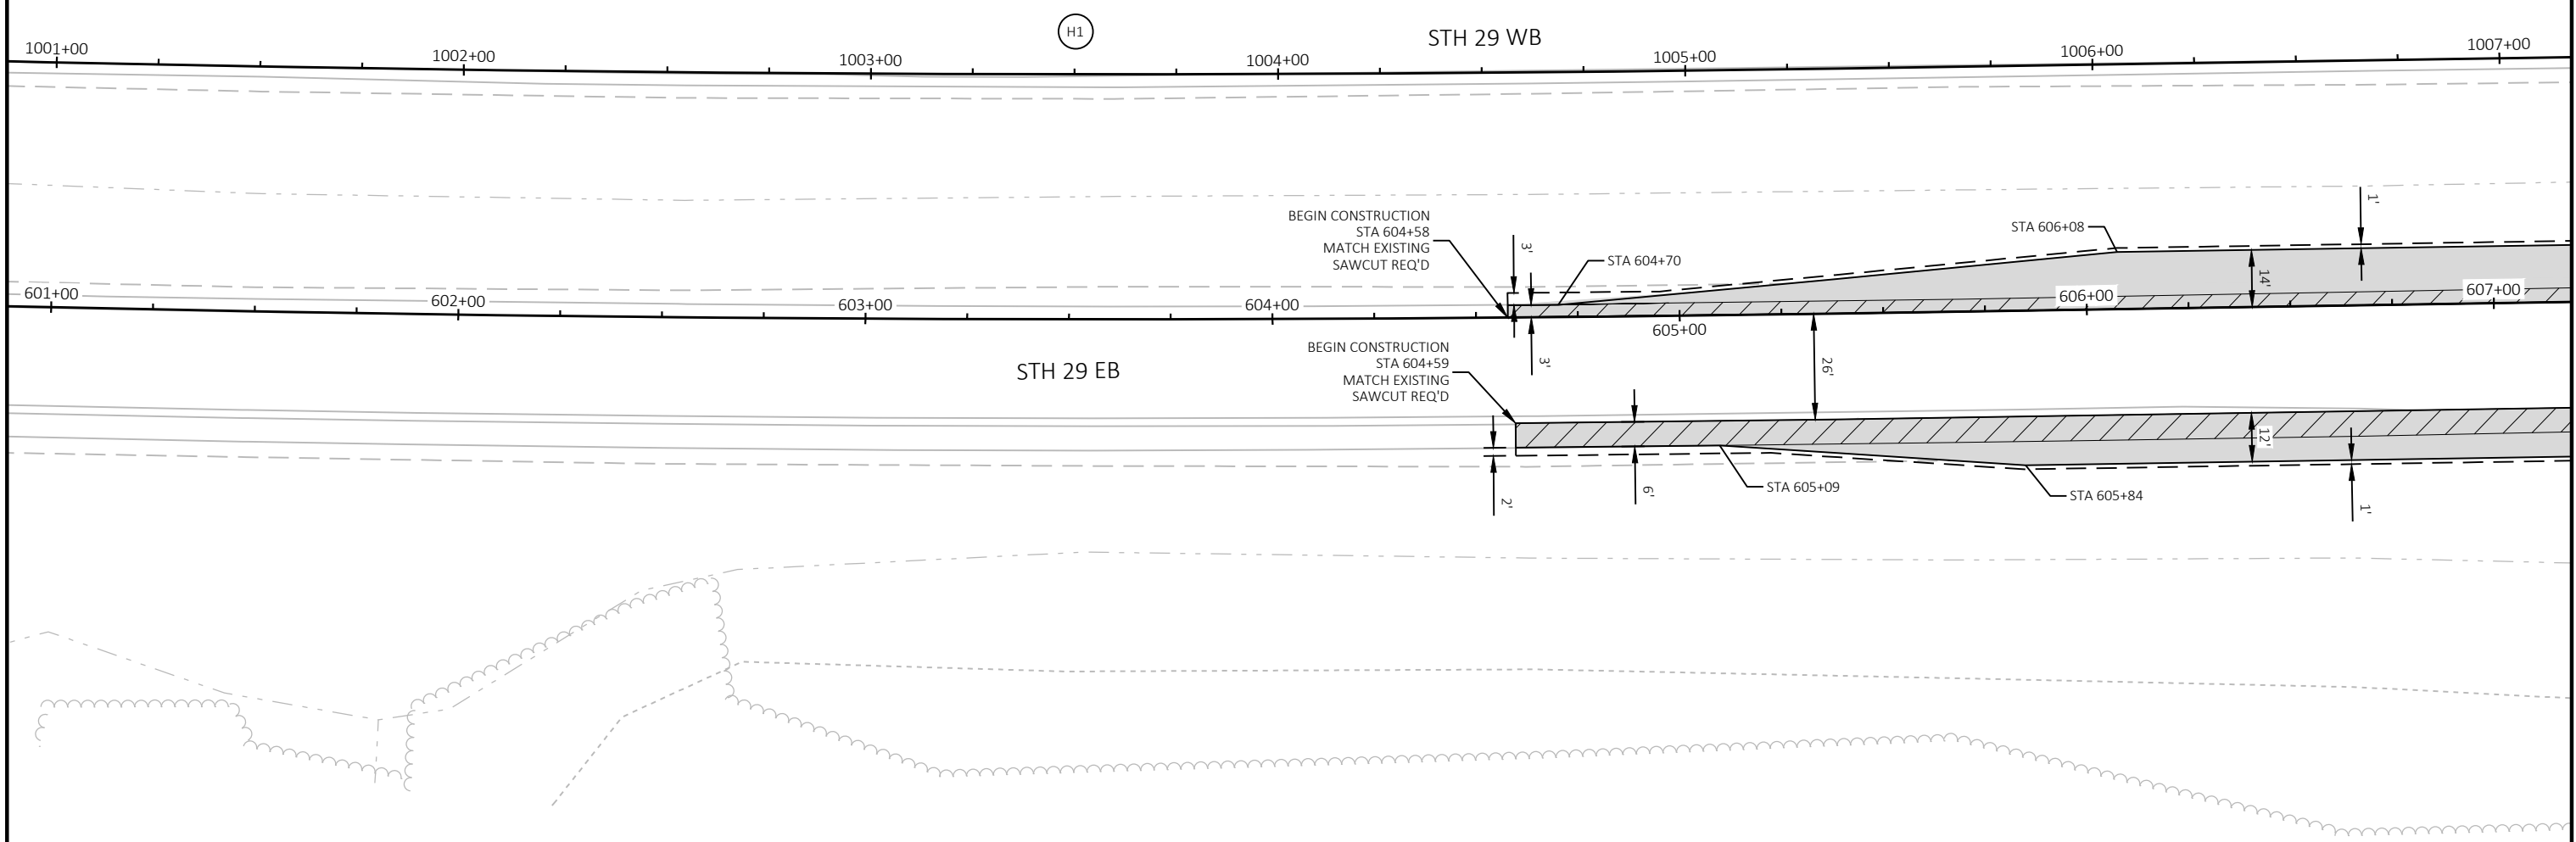 H1
STH 29 WB
1001+00
1002+00
1003+00
1004+00
1005+00
1006+00
1007+00
BEGIN CONSTRUCTION
STA 604+58
MATCH EXISTING
SAWCUT REQ'D
3'
STA 604+70
STA 606+08
1'
14'
601+00
602+00
603+00
604+00
605+00
606+00
607+00
3'
26'
STH 29 EB
BEGIN CONSTRUCTION
STA 604+59
MATCH EXISTING
SAWCUT REQ'D
12'
2'
6'
STA 605+09
STA 605+84
1'